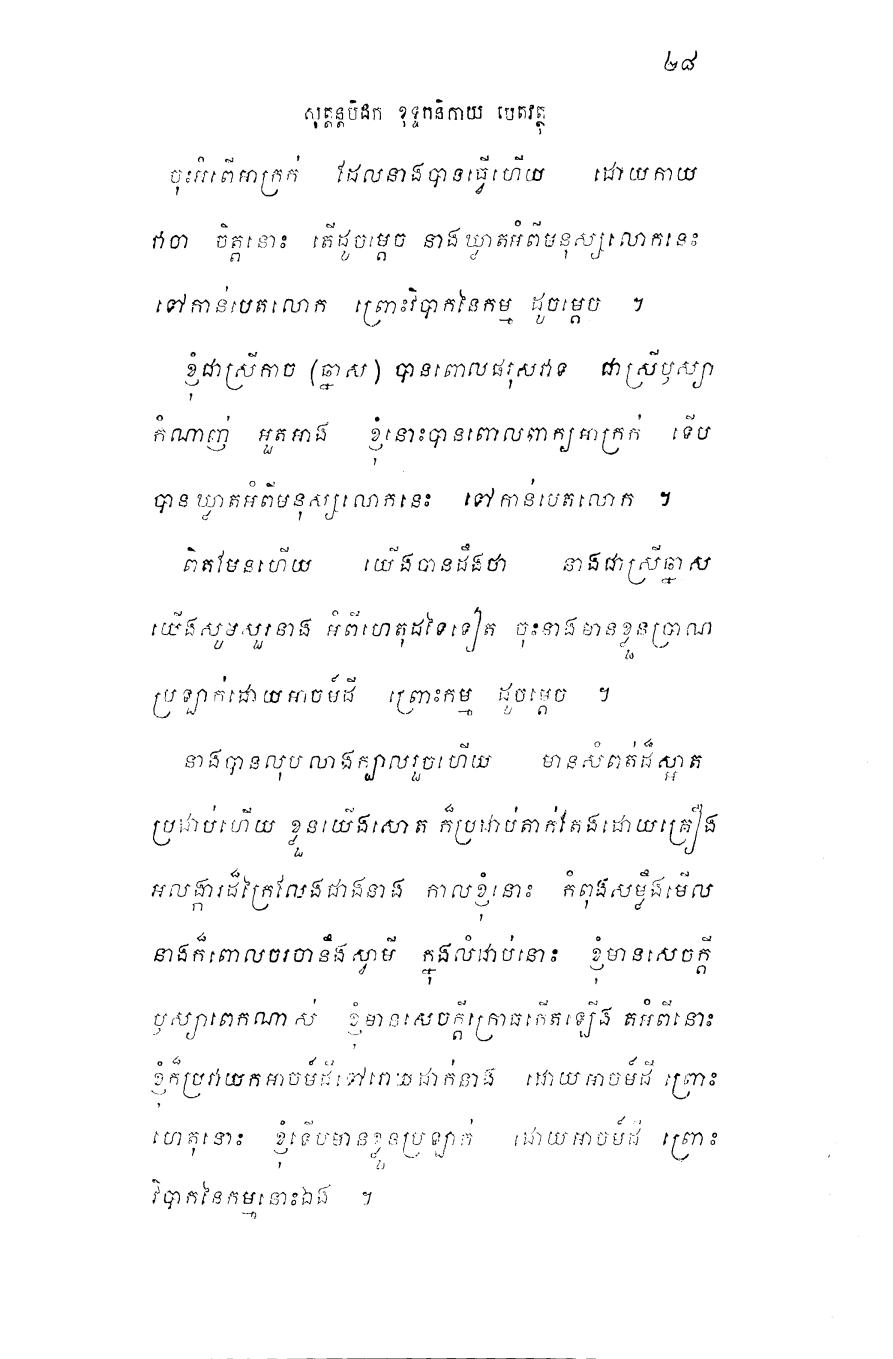 ២៨
សុត្តន្តបិដក ខុទ្ទកនិកាយ បេតវត្ថុ
ចុះអំពើអាក្រក់ ដែលនាងបានធ្វើហើយ ដោយកាយ
វាចា ចិត្តនោះ តើដូចម្តេច នាងឃ្លាតអំពីមនុស្សលោកនេះ
ទៅកាន់បេតលោក ព្រោះវិបាកនៃកម្ម ដូចម្តេច ។
ខ្ញុំជាស្រីកាច (ឆ្នាស) បានពោលផរុសវាទ ជាស្រីឫស្យា
កំណាញ់ អួតអាង ខ្ញុំនោះបានពោលពាក្យអាក្រក់ ទើប
បានឃ្លាតអំពីមនុស្សលោកនេះ ទៅកាន់បេតលោក ។
ពិតមែនហើយ យើងបានដឹងថា នាងជាស្រីឆ្នាស
យើងសូមសួរនាង អំពីហេតុដទៃទៀត ចុះនាងមានខ្លួនប្រាណ
ប្រឡាក់ដោយអាចម៍ដី ព្រោះកម្ម ដូចម្តេច ។
នាងបានលុបលាងក្បាលរួចហើយ មានសំពត់ដ៏ស្អាត
ប្រដាប់ហើយ ខ្លួនយើងសោត ក៏ប្រដាប់តាក់តែងដោយគ្រឿង
អលង្ការដ៏ក្រៃលែងជាងនាង កាលខ្ញុំនោះ កំពុងសម្លឹងមើល
នាងក៏ពោលចរចានឹងស្វាមី ក្នុងលំដាប់នោះ ខ្ញុំមានសេចក្តី
ឫស្យាពេកណាស់ ខ្ញុំមានសេចក្តីក្រោធកើតឡើង តអំពីនោះ
ខ្ញុំក៏ប្រវាយកអាចម៍ដីទៅរោយដាក់នាង ដោយអាចម៍ដី ព្រោះ
ហេតុនោះ ខ្ញុំទើបមានខ្លួនប្រឡាក់ ដោយអាចម៍ដី ព្រោះ
វិបាកនៃកម្មនោះឯង ។